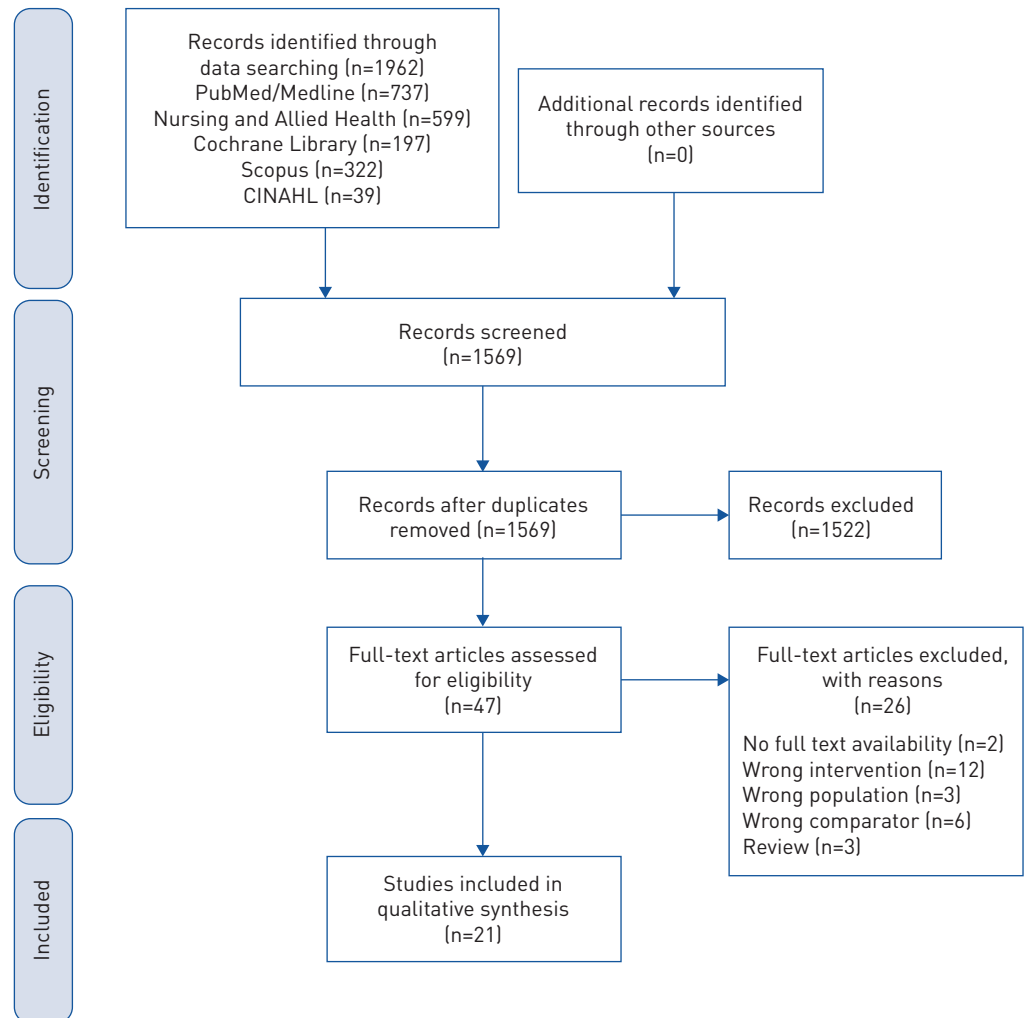 Identification
Records identified through
data searching (n=1962)
PubMed/Medline (n=737)
Nursing and Allied Health (n=599)
Cochrane Library (n=197)
Scopus (n=322)
CINAHL (n=39)
Additional records identified
through other sources
(n=0)
Screening
Records screened
(n=1569)
Records after duplicates
removed (n=1569)
Records excluded
(n=1522)
Eligibility
Full-text articles assessed
for eligibility
(n=47)
Full-text articles excluded,
with reasons
(n=26)
No full text availability (n=2)
Wrong intervention (n=12)
Wrong population (n=3)
Wrong comparator (n=6)
Review (n=3)
Included
Studies included in
qualitative synthesis
(n=21)